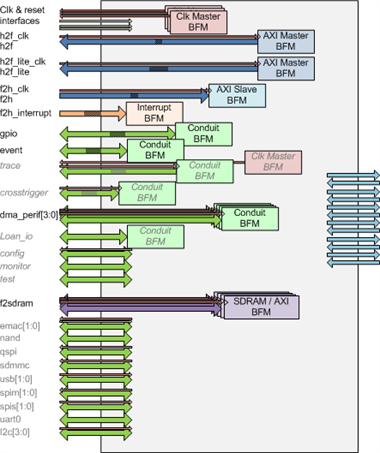 Clk & reset
interfaces
Clk Master
BFM
h2f_clk
h2f
AXI Master
BFM
h2f_lite_clk
h2f_lite
AXI Master
BFM
f2h_clk
f2h
AXI Slave
BFM
f2h_interrupt
Interrupt
BFM
gpio
Conduit
BFM
event
Conduit
BFM
trace
Conduit
BFM
Clk Master
BFM
crosstrigger
Conduit
BFM
dma_perif[3:0]
Conduit
BFM
Loan_io
Conduit
BFM
config
monitor
test
f2sdram
SDRAM / AXI
BFM
emac[1:0]
nand
qspi
sdmmc
usb[1:0]
spim[1:0]
spis[1:0]
uart0
I2c[3:0]